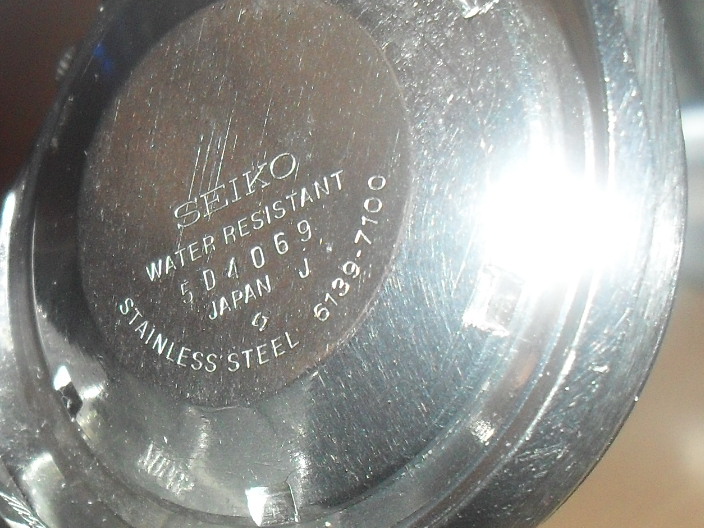 SEIKO
WATER RESISTANT
5D4069
JAPAN J
STAINLESS STEEL 6139-7100